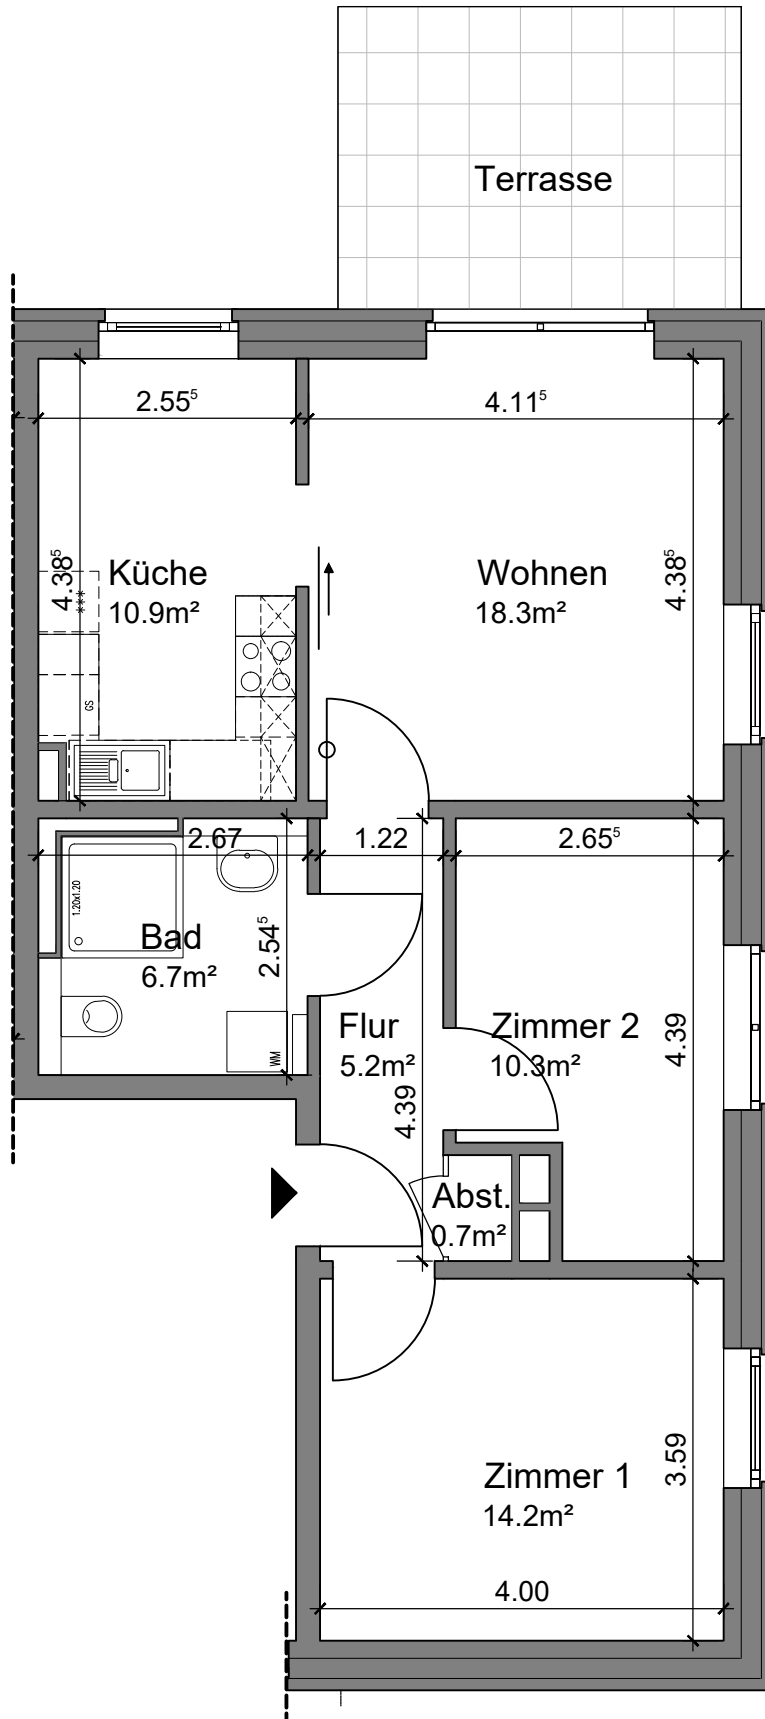 Terrasse
2.55⁵
4.11⁵
4.38⁵
Küche
10.9m²
***
Wohnen
18.3m²
4.38⁵
GS
2.67
1.22
2.65⁵
1.20x1.20
Bad
6.7m²
2.54⁵
WM
Flur
5.2m²
4.39
Zimmer 2
10.3m²
4.39
Abst.
0.7m²
Zimmer 1
14.2m²
3.59
4.00